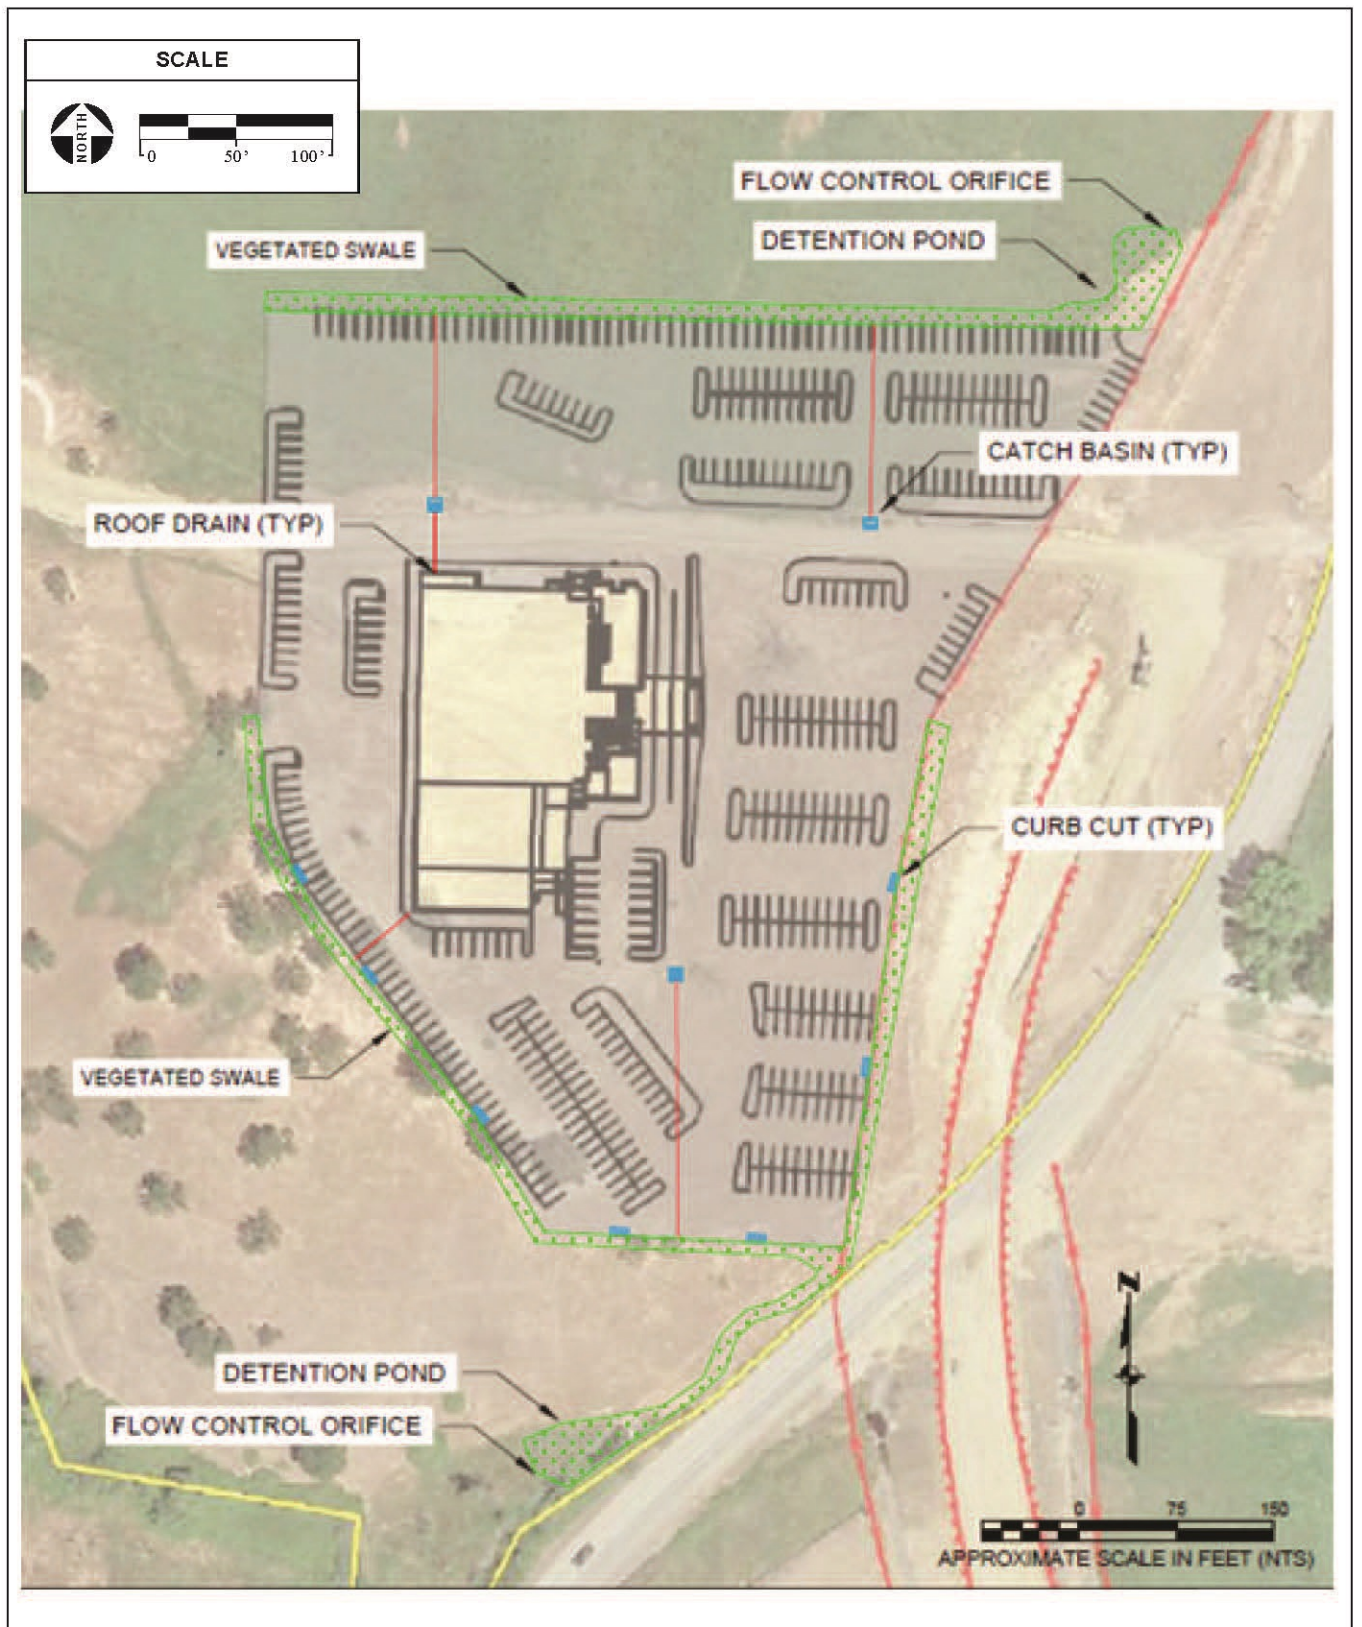 SCALE
NORTH
0 50' 100'
FLOW CONTROL ORIFICE
DETENTION POND
VEGETATED SWALE
CATCH BASIN (TYP)
ROOF DRAIN (TYP)
CURB CUT (TYP)
VEGETATED SWALE
DETENTION POND
FLOW CONTROL ORIFICE
Z
0 75 150
APPROXIMATE SCALE IN FEET (NTS)